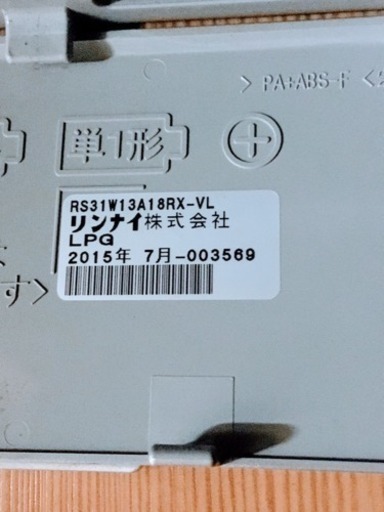 > PA+ABS-F <
単1形
RS31W13A18RX-VL
リンナイ株式会社
LPG
2015年 7月-003569
す>